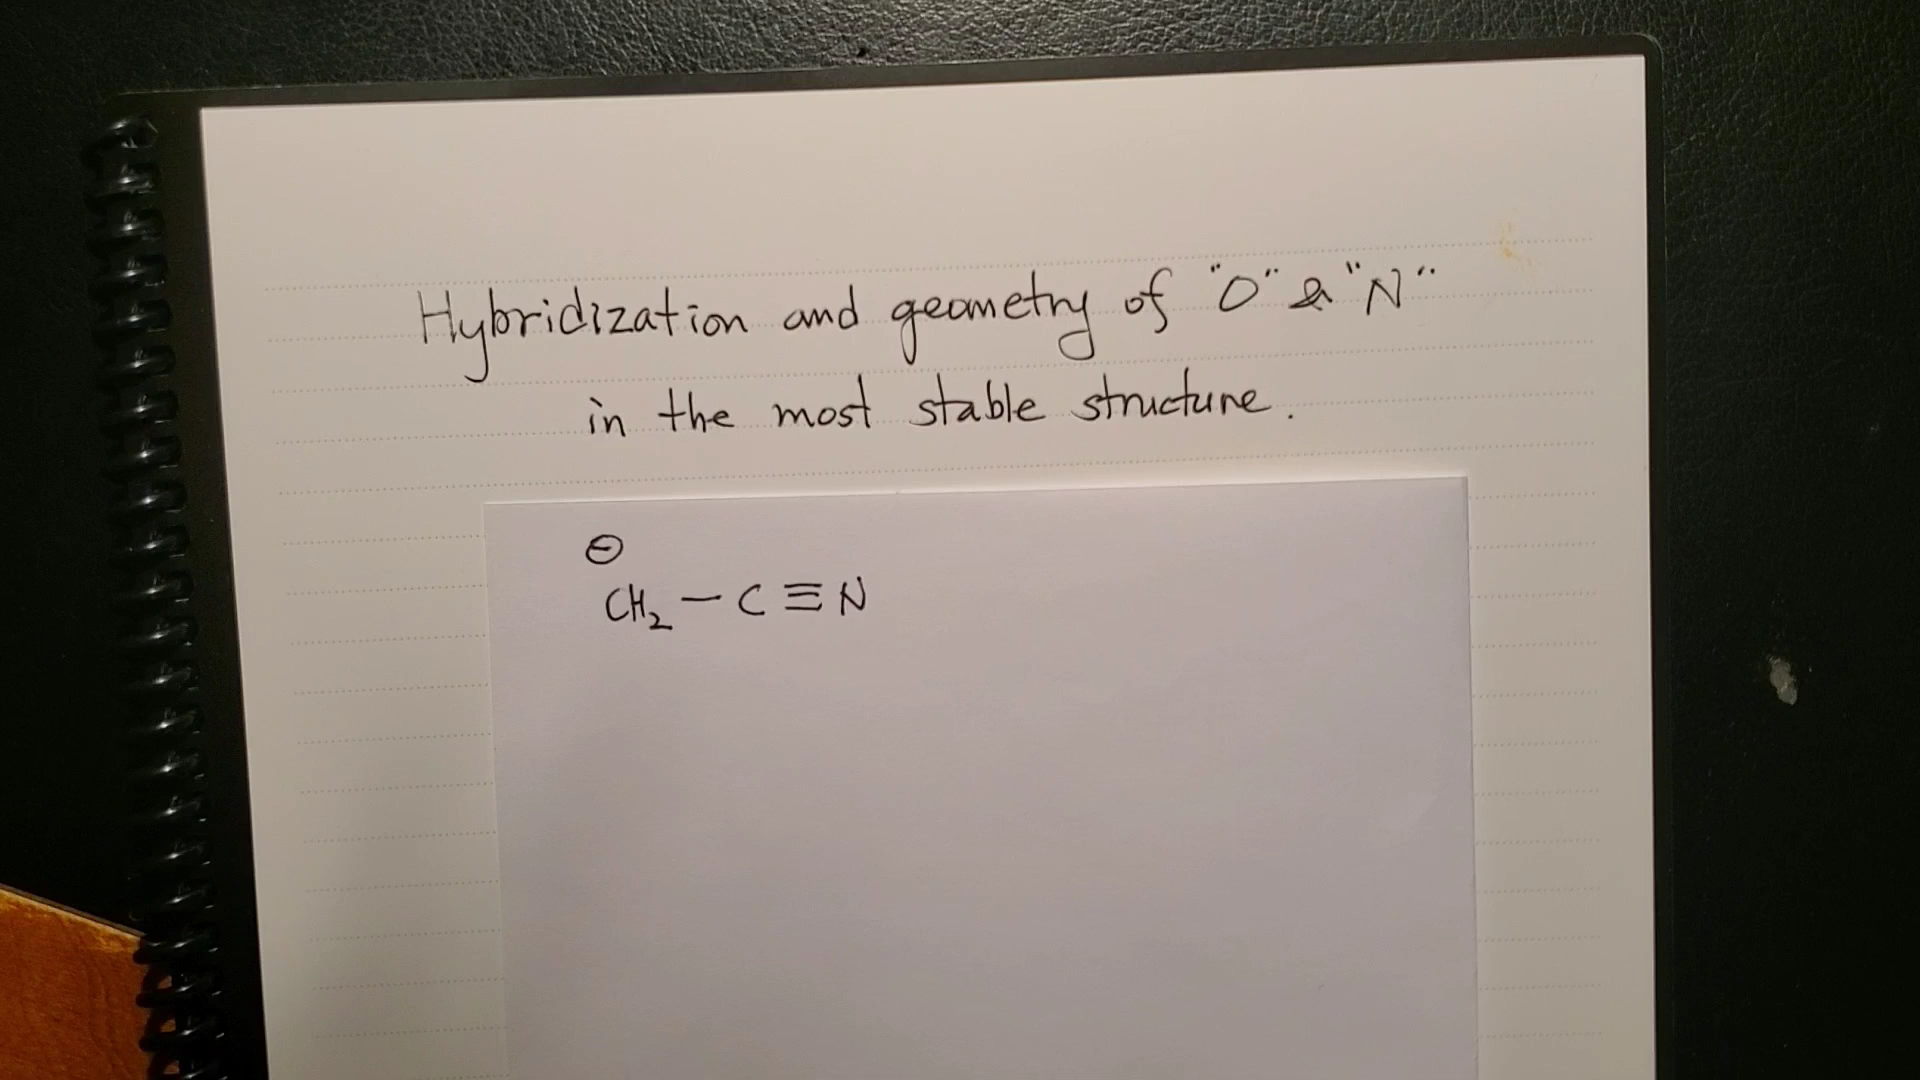 Hybridization and geometry of "O" & "N"
in the most stable structure.
⊖
CH₂ — C ≡ N